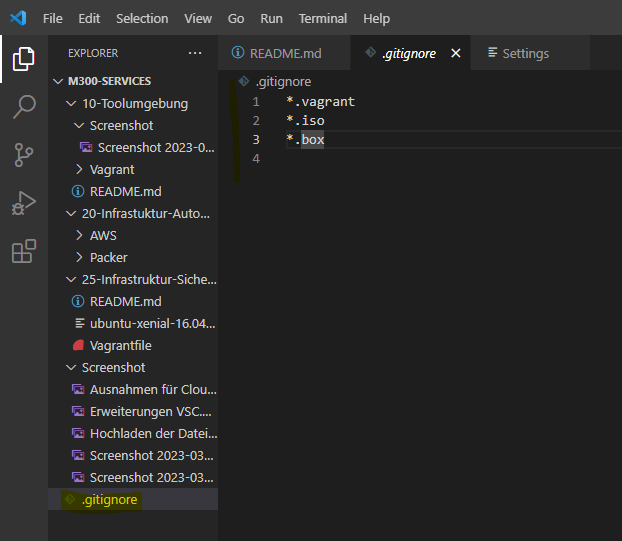 File Edit Selection View Go Run Terminal Help
EXPLORER ...
README.md .gitignore Settings
M300-SERVICES
10-Toolumgebung
Screenshot
Screenshot 2023-0...
Vagrant
README.md
20-Infrastuktur-Auto...
AWS
Packer
25-Infrastruktur-Siche...
README.md
ubuntu-xenial-16.04...
Vagrantfile
Screenshot
Ausnahmen für Clou...
Erweiterungen VSC....
Hochladen der Datei...
Screenshot 2023-03...
Screenshot 2023-03...
.gitignore
.gitignore
1 *.vagrant
2 *.iso
3 *.box
4